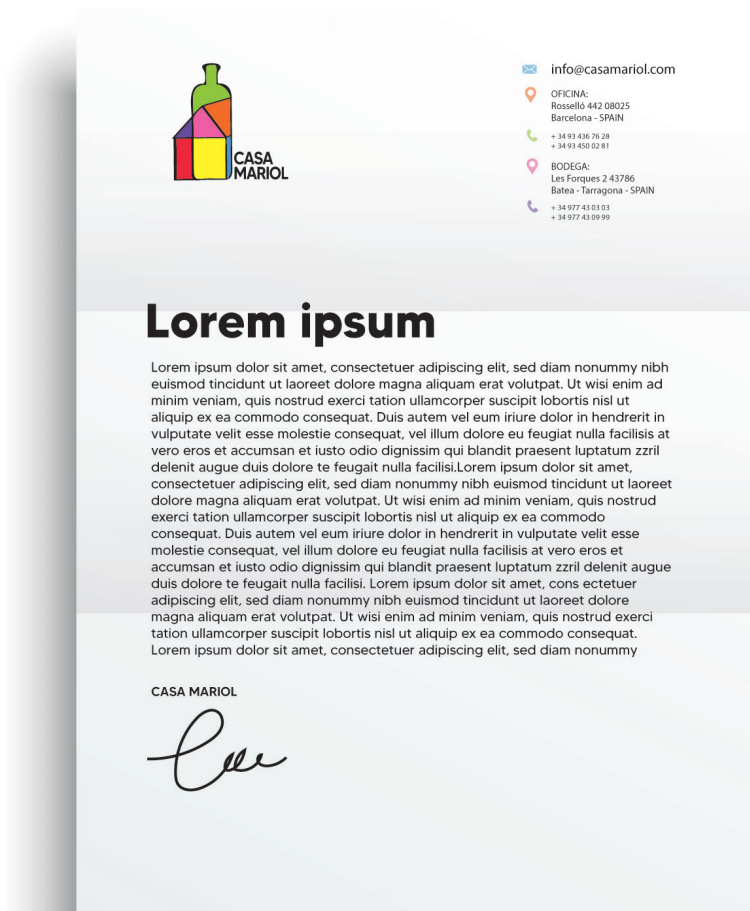 CASA
MARIOL
info@casamariol.com
OFICINA:
Rosselló 442 08025
Barcelona - SPAIN
+ 34 93 436 76 28
+ 34 93 450 02 81
BODEGA:
Les Forques 2 43786
Batea - Tarragona - SPAIN
+ 34 977 43 03 03
+ 34 977 43 09 99
Lorem ipsum
Lorem ipsum dolor sit amet, consectetuer adipiscing elit, sed diam nonummy nibh
euismod tincidunt ut laoreet dolore magna aliquam erat volutpat. Ut wisi enim ad
minim veniam, quis nostrud exerci tation ullamcorper suscipit lobortis nisl ut
aliquip ex ea commodo consequat. Duis autem vel eum iriure dolor in hendrerit in
vulputate velit esse molestie consequat, vel illum dolore eu feugiat nulla facilisis at
vero eros et accumsan et iusto odio dignissim qui blandit praesent luptatum zzril
delenit augue duis dolore te feugait nulla facilisi.Lorem ipsum dolor sit amet,
consectetuer adipiscing elit, sed diam nonummy nibh euismod tincidunt ut laoreet
dolore magna aliquam erat volutpat. Ut wisi enim ad minim veniam, quis nostrud
exerci tation ullamcorper suscipit lobortis nisl ut aliquip ex ea commodo
consequat. Duis autem vel eum iriure dolor in hendrerit in vulputate velit esse
molestie consequat, vel illum dolore eu feugiat nulla facilisis at vero eros et
accumsan et iusto odio dignissim qui blandit praesent luptatum zzril delenit augue
duis dolore te feugait nulla facilisi. Lorem ipsum dolor sit amet, cons ectetuer
adipiscing elit, sed diam nonummy nibh euismod tincidunt ut laoreet dolore
magna aliquam erat volutpat. Ut wisi enim ad minim veniam, quis nostrud exerci
tation ullamcorper suscipit lobortis nisl ut aliquip ex ea commodo consequat.
Lorem ipsum dolor sit amet, consectetuer adipiscing elit, sed diam nonummy
CASA MARIOL